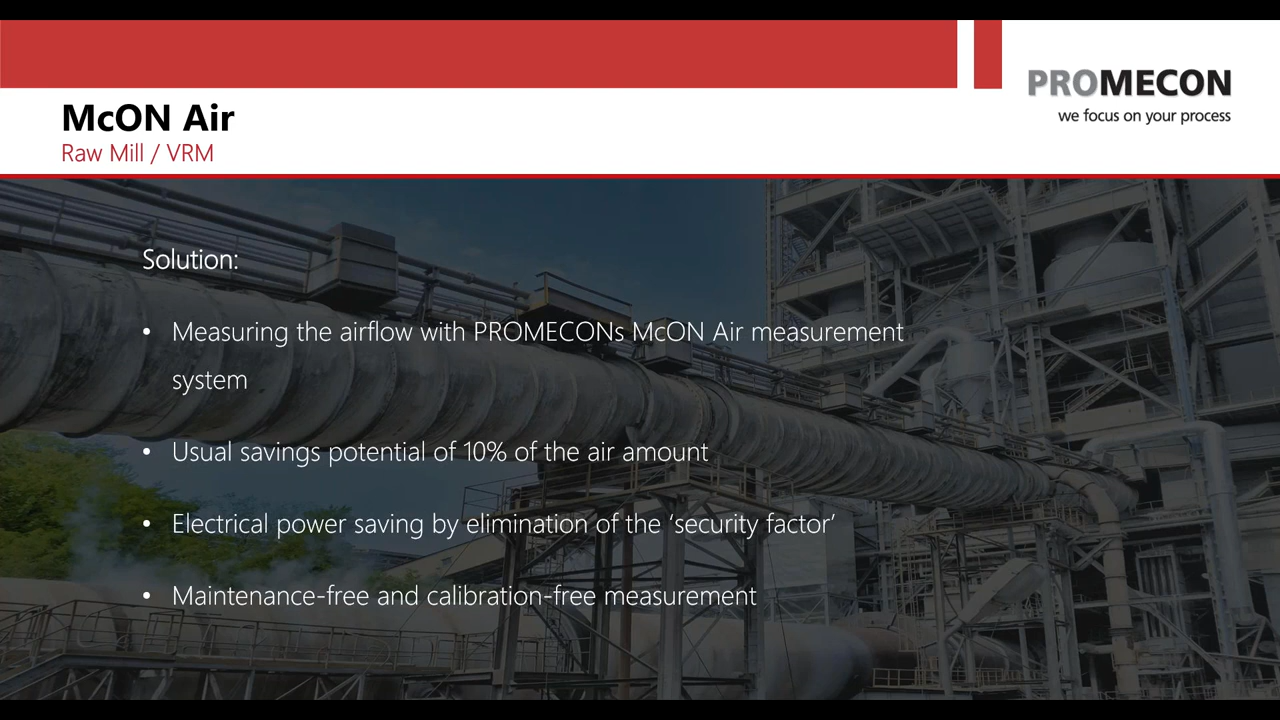 PROMECON
we focus on your process
McON Air
Raw Mill / VRM
Solution:
• Measuring the airflow with PROMECONs McON Air measurement
system
• Usual savings potential of 10% of the air amount
• Electrical power saving by elimination of the ‘security factor’
• Maintenance-free and calibration-free measurement